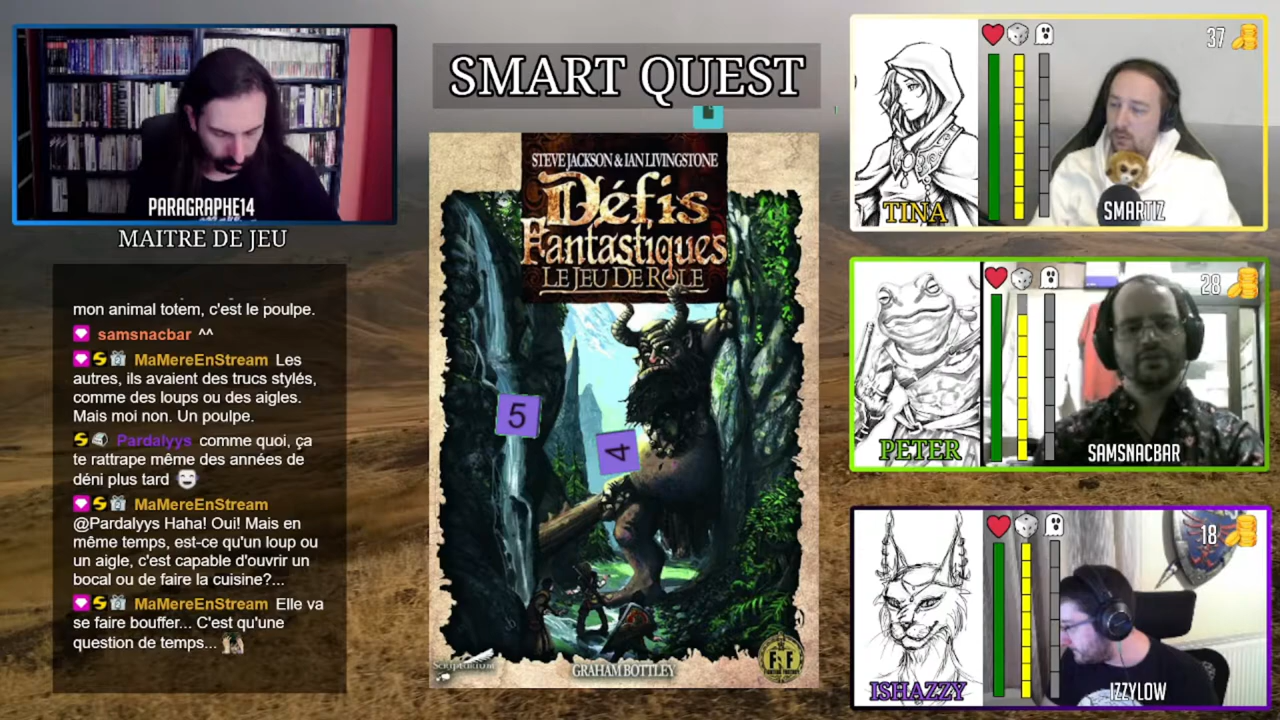 SMART QUEST
PARAGRAPHE14
MAITRE DE JEU
mon animal totem, c'est le poulpe.
samsnacbar ^^
MaMereEnStream Les
autres, ils avaient des trucs stylés,
comme des loups ou des aigles.
Mais moi non. Un poulpe.
Pardalyys comme quoi, ça
te rattrape même des années de
déni plus tard
MaMereEnStream
@Pardalyys Haha! Oui! Mais en
même temps, est-ce qu'un loup ou
un aigle, c'est capable d'ouvrir un
bocal ou de faire la cuisine?...
MaMereEnStream Elle va
se faire bouffer... C'est qu'une
question de temps...
STEVE JACKSON & IAN LIVINGSTONE
Défis
Fantastiques
LE JEU DE RÔLE
5
4
SCRIPTARIUM
GRAHAM BOTTLEY
FF
37
TINA
SMARTIZ
28
PETER
SAMSNACBAR
18
ISHAZZY
IZZYLOW